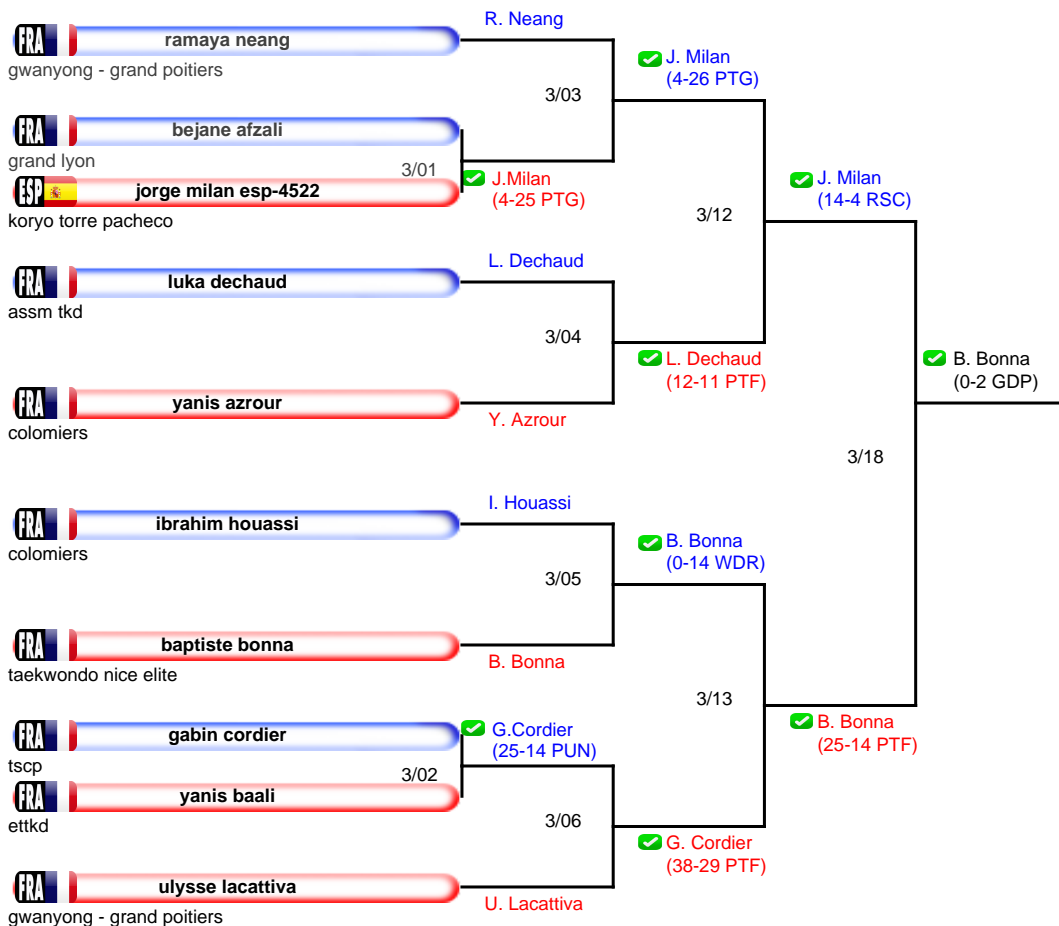 R. Neang
FRA ramaya neang
gwanyong - grand poitiers
J. Milan
(4-26 PTG)
3/03
FRA bejane afzali
grand lyon
3/01
ESP jorge milan esp-4522
koryo torre pacheco
J.Milan
(4-25 PTG)
J. Milan
(14-4 RSC)
3/12
L. Dechaud
FRA luka dechaud
assm tkd
3/04
L. Dechaud
(12-11 PTF)
B. Bonna
(0-2 GDP)
FRA yanis azrour
colomiers
Y. Azrour
3/18
I. Houassi
FRA ibrahim houassi
colomiers
B. Bonna
(0-14 WDR)
3/05
FRA baptiste bonna
taekwondo nice elite
B. Bonna
3/13
FRA gabin cordier
tscp
G.Cordier
(25-14 PUN)
B. Bonna
(25-14 PTF)
3/02
FRA yanis baali
ettkd
3/06
G. Cordier
(38-29 PTF)
FRA ulysse lacattiva
gwanyong - grand poitiers
U. Lacattiva